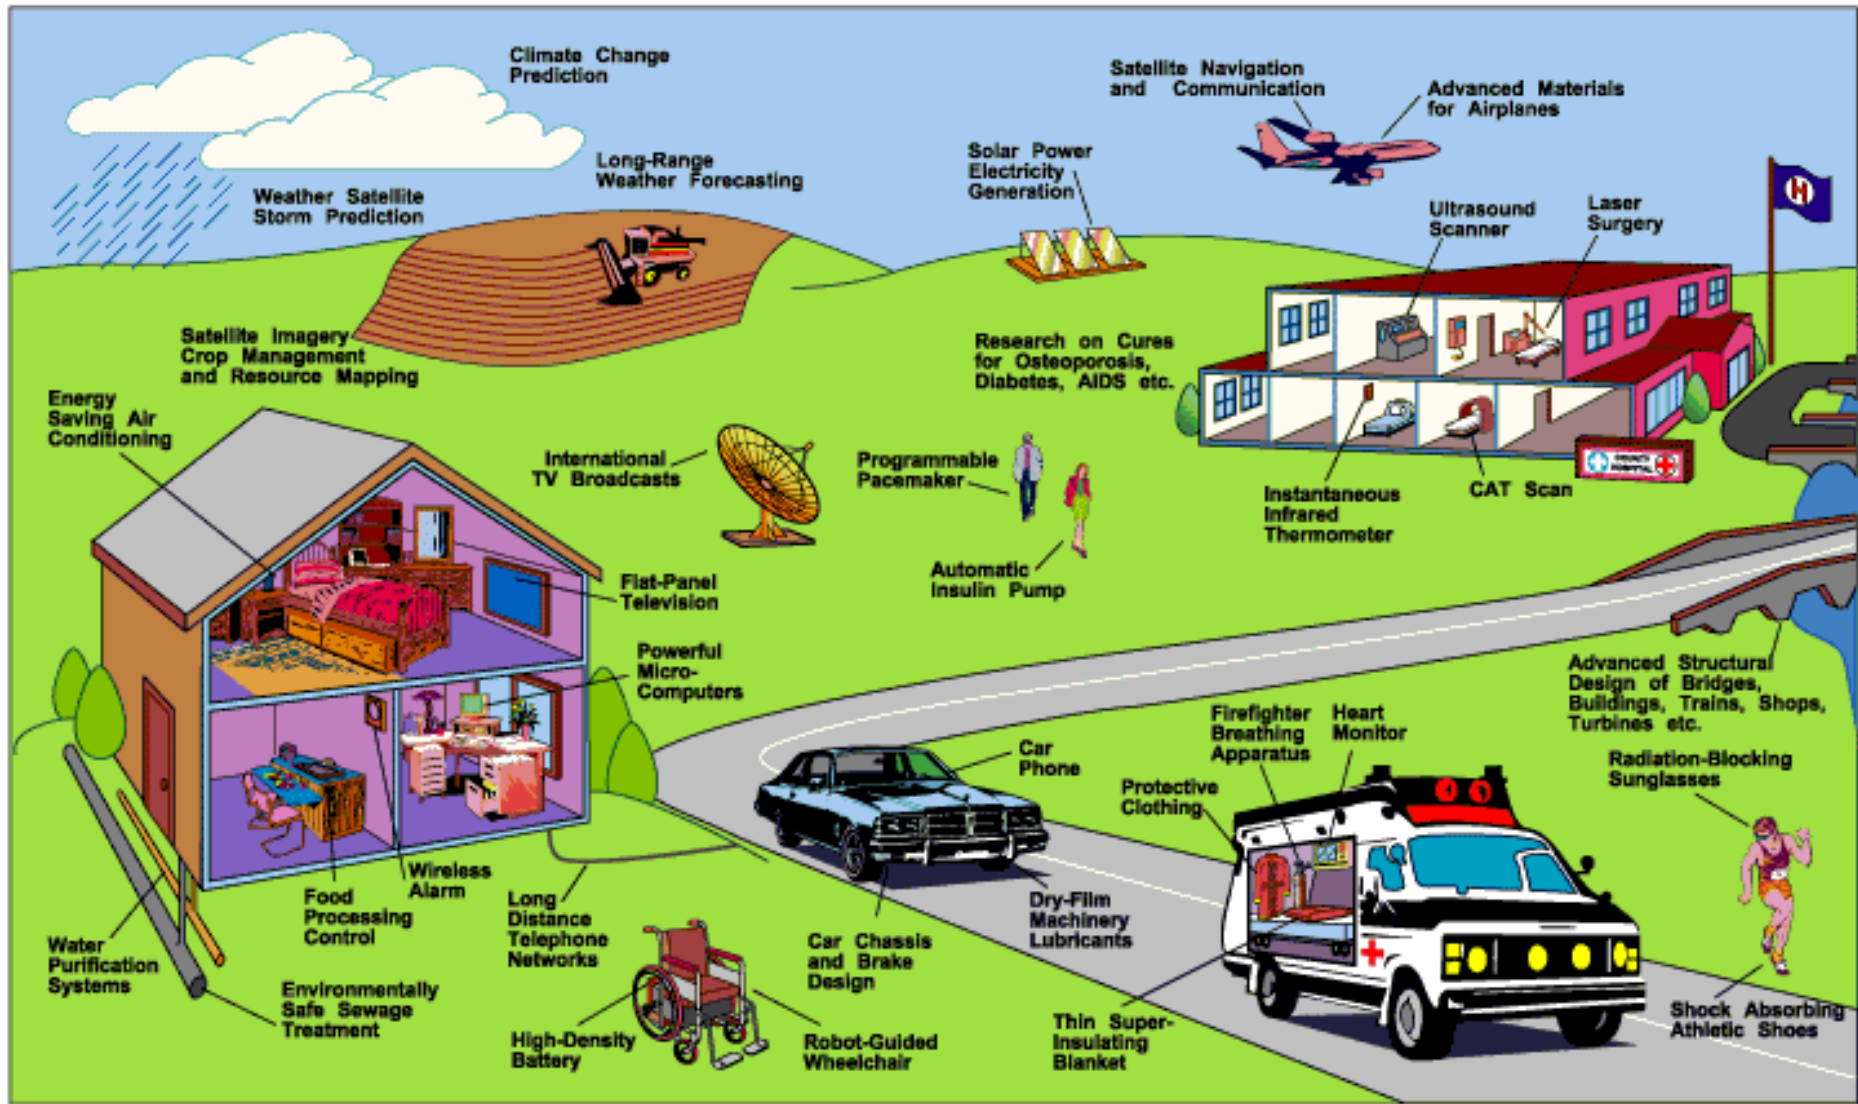 Climate Change
Prediction
Satellite Navigation
and Communication
Advanced Materials
for Airplanes
Long-Range
Weather Forecasting
Solar Power
Electricity
Generation
Weather Satellite
Storm Prediction
H
Ultrasound
Scanner
Laser
Surgery
Satellite Imagery
Crop Management
and Resource Mapping
Research on Cures
for Osteoporosis,
Diabetes, AIDS etc.
Energy
Saving Air
Conditioning
International
TV Broadcasts
Programmable
Pacemaker
COUNTY
HOSPITAL
Instantaneous
Infrared
Thermometer
CAT Scan
Automatic
Insulin Pump
Flat-Panel
Television
Powerful
Micro-
Computers
Advanced Structural
Design of Bridges,
Buildings, Trains, Shops,
Turbines etc.
Firefighter
Breathing
Apparatus
Heart
Monitor
Car
Phone
Protective
Clothing
Radiation-Blocking
Sunglasses
Wireless
Alarm
Food
Processing
Control
Long
Distance
Telephone
Networks
Dry-Film
Machinery
Lubricants
Car Chassis
and Brake
Design
Water
Purification
Systems
Environmentally
Safe Sewage
Treatment
High-Density
Battery
Robot-Guided
Wheelchair
Thin Super-
Insulating
Blanket
Shock Absorbing
Athletic Shoes